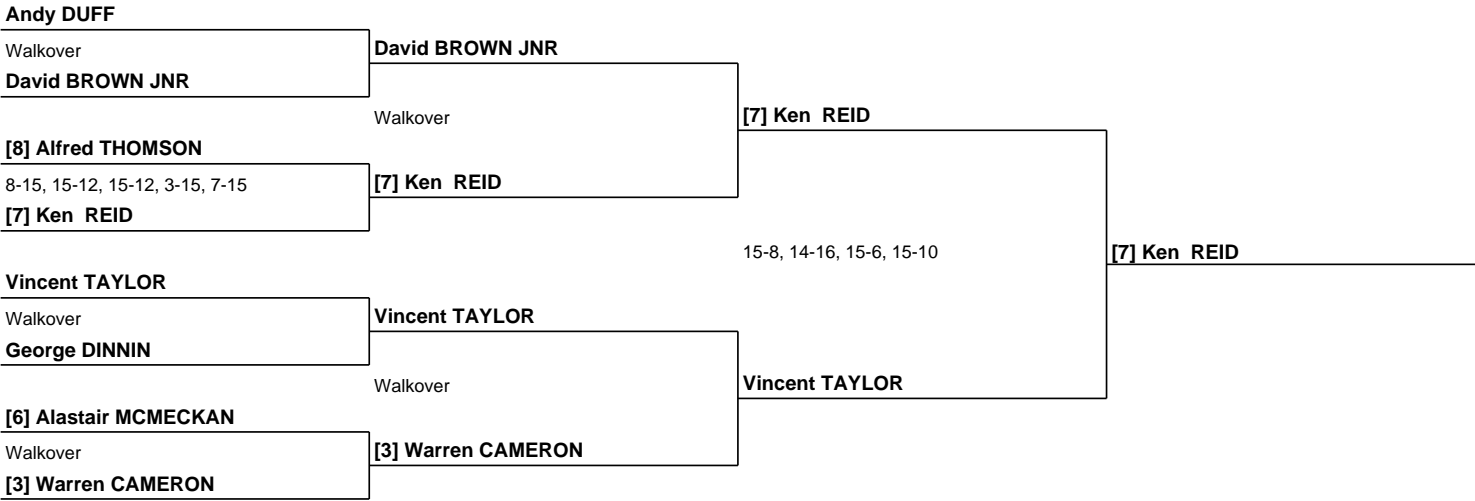 Andy DUFF
Walkover
David BROWN JNR
David BROWN JNR
Walkover
[7] Ken REID
[8] Alfred THOMSON
8-15, 15-12, 15-12, 3-15, 7-15
[7] Ken REID
[7] Ken REID
15-8, 14-16, 15-6, 15-10
[7] Ken REID
Vincent TAYLOR
Walkover
George DINNIN
Vincent TAYLOR
Walkover
Vincent TAYLOR
[6] Alastair MCMECKAN
Walkover
[3] Warren CAMERON
[3] Warren CAMERON